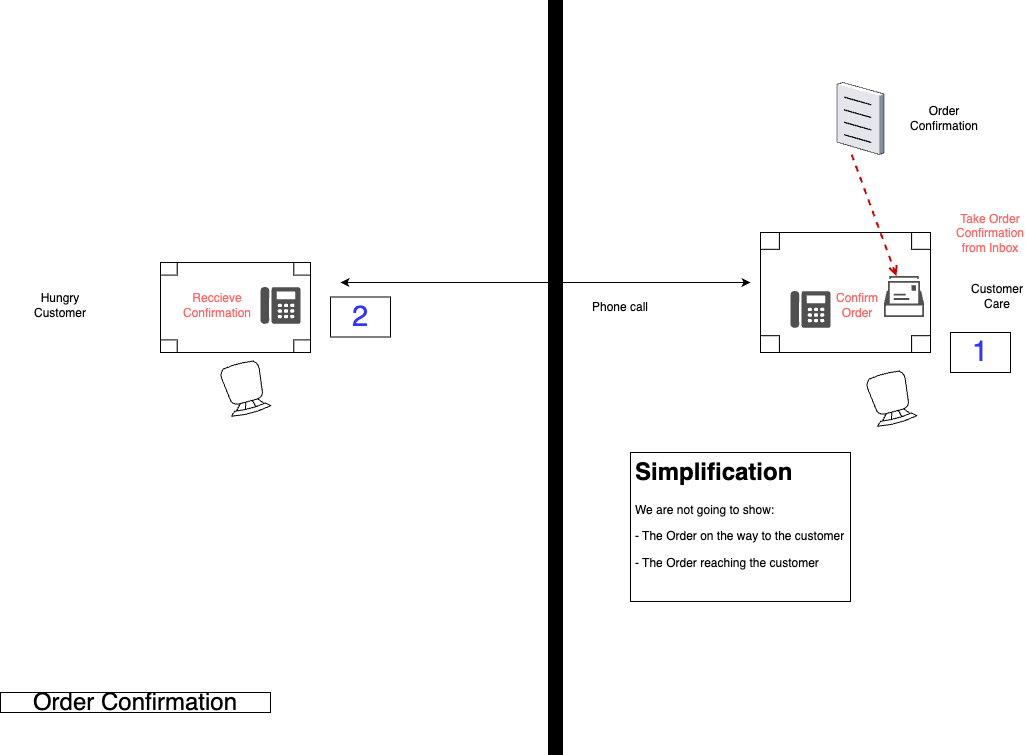 Order
Confirmation
Take Order
Confirmation
from Inbox
Hungry
Customer
Reccieve
Confirmation
2
Phone call
Confirm
Order
Customer
Care
1
Simplification
We are not going to show:
- The Order on the way to the customer
- The Order reaching the customer
Order Confirmation